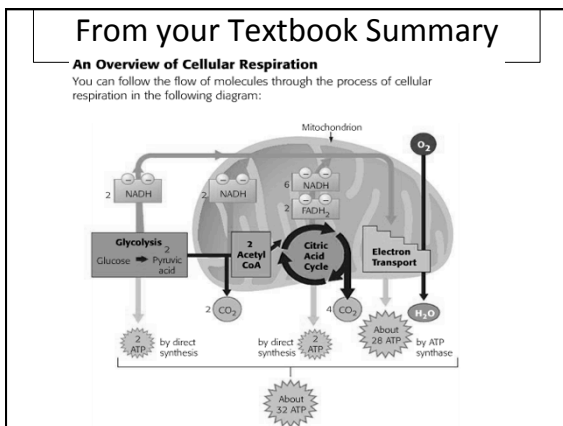 From your Textbook Summary
An Overview of Cellular Respiration
You can follow the flow of molecules through the process of cellular
respiration in the following diagram:
Mitochondrion
O2
2 NADH
2 NADH
6 NADH
2 FADH2
Glycolysis
Glucose 2 Pyruvic
acid
2
Acetyl
CoA
Citric
Acid
Cycle
Electron
Transport
2 CO2
4 CO2
H2O
2
ATP
by direct
synthesis
by direct
synthesis
2
ATP
About
28 ATP
by ATP
synthase
About
32 ATP